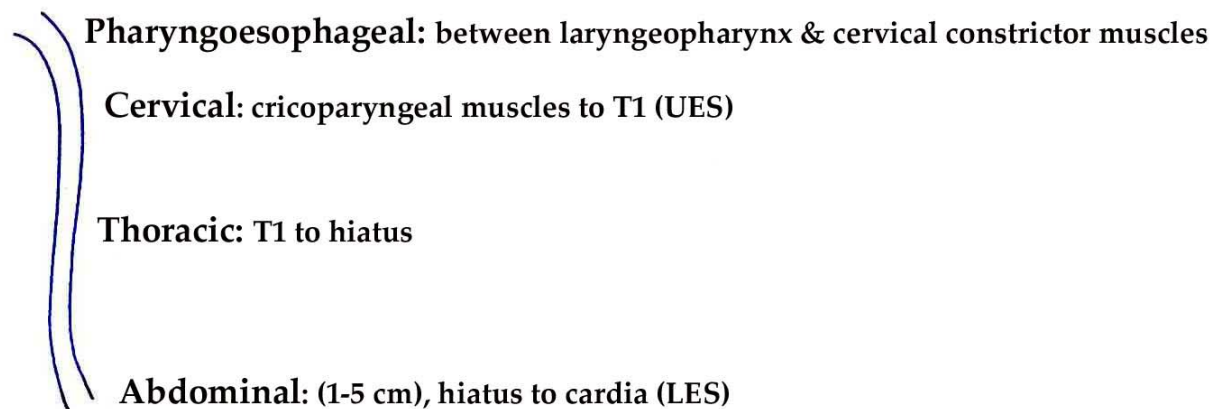 Pharyngoesophageal: between laryngeopharynx & cervical constrictor muscles
Cervical: cricoparyngeal muscles to T1 (UES)
Thoracic: T1 to hiatus
Abdominal: (1-5 cm), hiatus to cardia (LES)